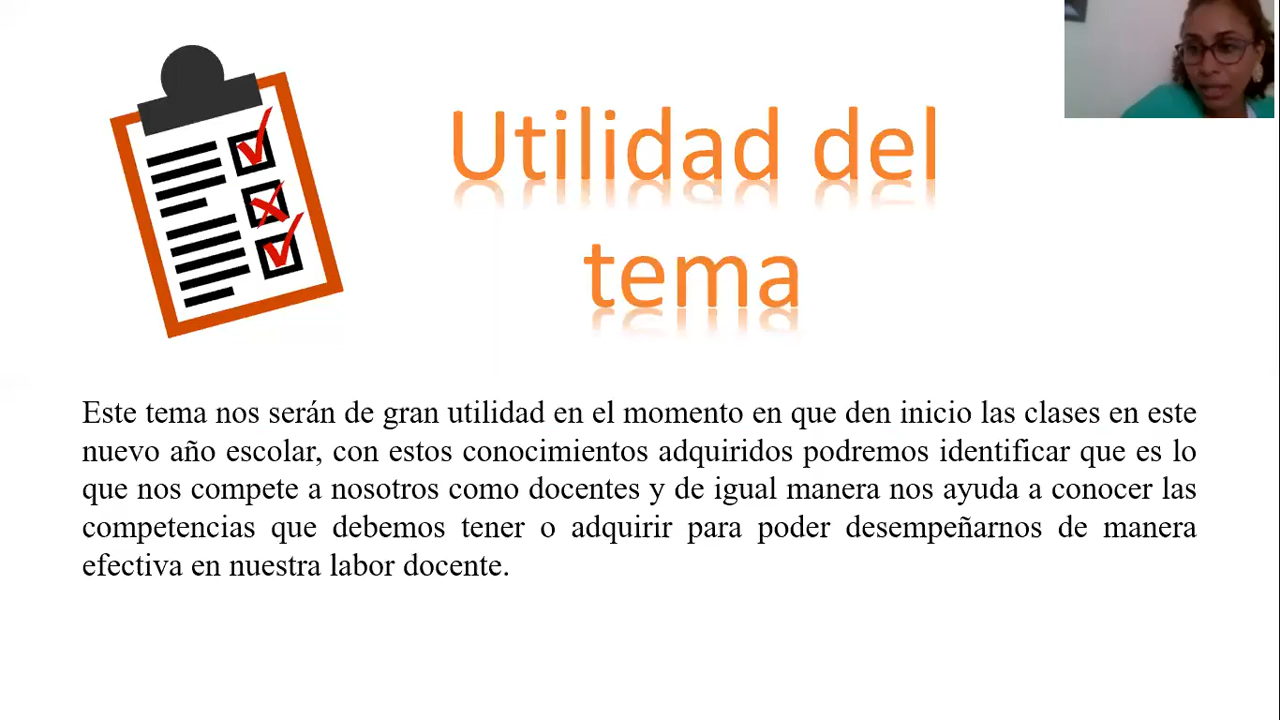 Utilidad del
tema
Este tema nos serán de gran utilidad en el momento en que den inicio las clases en este
nuevo año escolar, con estos conocimientos adquiridos podremos identificar que es lo
que nos compete a nosotros como docentes y de igual manera nos ayuda a conocer las
competencias que debemos tener o adquirir para poder desempeñarnos de manera
efectiva en nuestra labor docente.